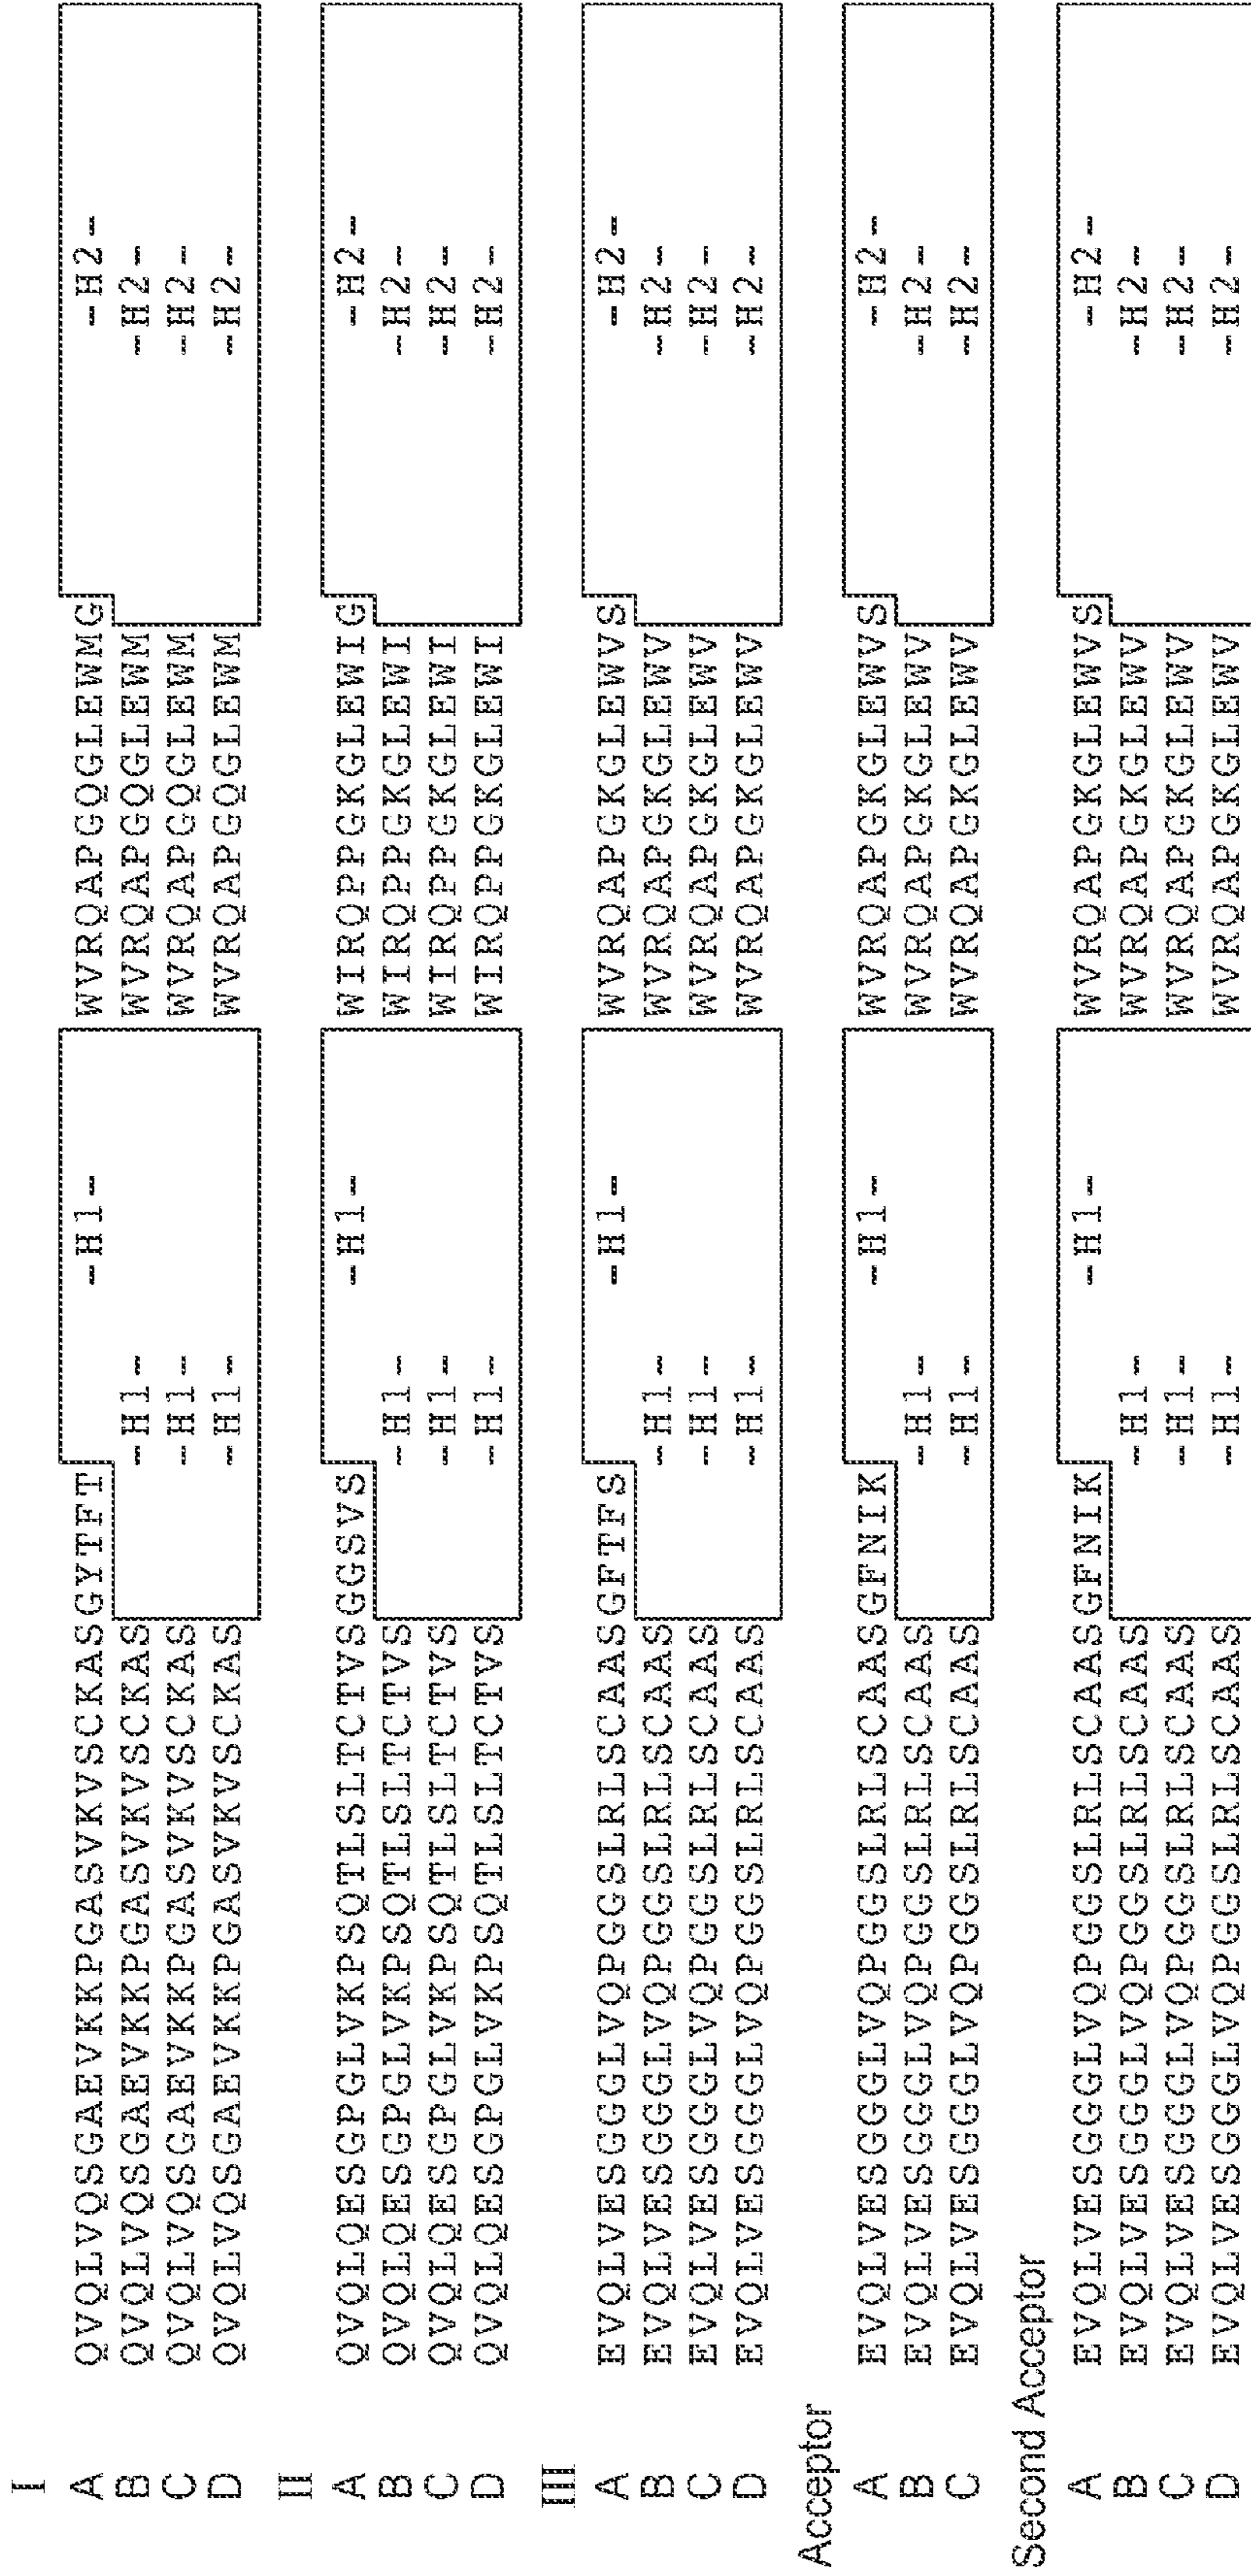 I
A QVQLVQSGAEVKKPGASVKVSCKASGYTFT -H1- WVRQAPGQGLEWMG -H2-
B QVQLVQSGAEVKKPGASVKVSCKAS -H1- WVRQAPGQGLEWM -H2-
C QVQLVQSGAEVKKPGASVKVSCKAS -H1- WVRQAPGQGLEWM -H2-
D QVQLVQSGAEVKKPGASVKVSCKAS -H1- WVRQAPGQGLEWM -H2-
II
A QVQLQESGPGLVKPSQTLSLTCTVSGGSVS -H1- WIRQPPGKGLEWIG -H2-
B QVQLQESGPGLVKPSQTLSLTCTVS -H1- WIRQPPGKGLEWI -H2-
C QVQLQESGPGLVKPSQTLSLTCTVS -H1- WIRQPPGKGLEWI -H2-
D QVQLQESGPGLVKPSQTLSLTCTVS -H1- WIRQPPGKGLEWI -H2-
III
A EVQLVESGGGLVQPGGSLRLSCAASGFTFS -H1- WVRQAPGKGLEWVS -H2-
B EVQLVESGGGLVQPGGSLRLSCAAS -H1- WVRQAPGKGLEWV -H2-
C EVQLVESGGGLVQPGGSLRLSCAAS -H1- WVRQAPGKGLEWV -H2-
D EVQLVESGGGLVQPGGSLRLSCAAS -H1- WVRQAPGKGLEWV -H2-
Acceptor
A EVQLVESGGGLVQPGGSLRLSCAASGFNIK -H1- WVRQAPGKGLEWVS -H2-
B EVQLVESGGGLVQPGGSLRLSCAAS -H1- WVRQAPGKGLEWV -H2-
C EVQLVESGGGLVQPGGSLRLSCAAS -H1- WVRQAPGKGLEWV -H2-
Second Acceptor
A EVQLVESGGGLVQPGGSLRLSCAASGFNIK -H1- WVRQAPGKGLEWVS -H2-
B EVQLVESGGGLVQPGGSLRLSCAAS -H1- WVRQAPGKGLEWV -H2-
C EVQLVESGGGLVQPGGSLRLSCAAS -H1- WVRQAPGKGLEWV -H2-
D EVQLVESGGGLVQPGGSLRLSCAAS -H1- WVRQAPGKGLEWV -H2-